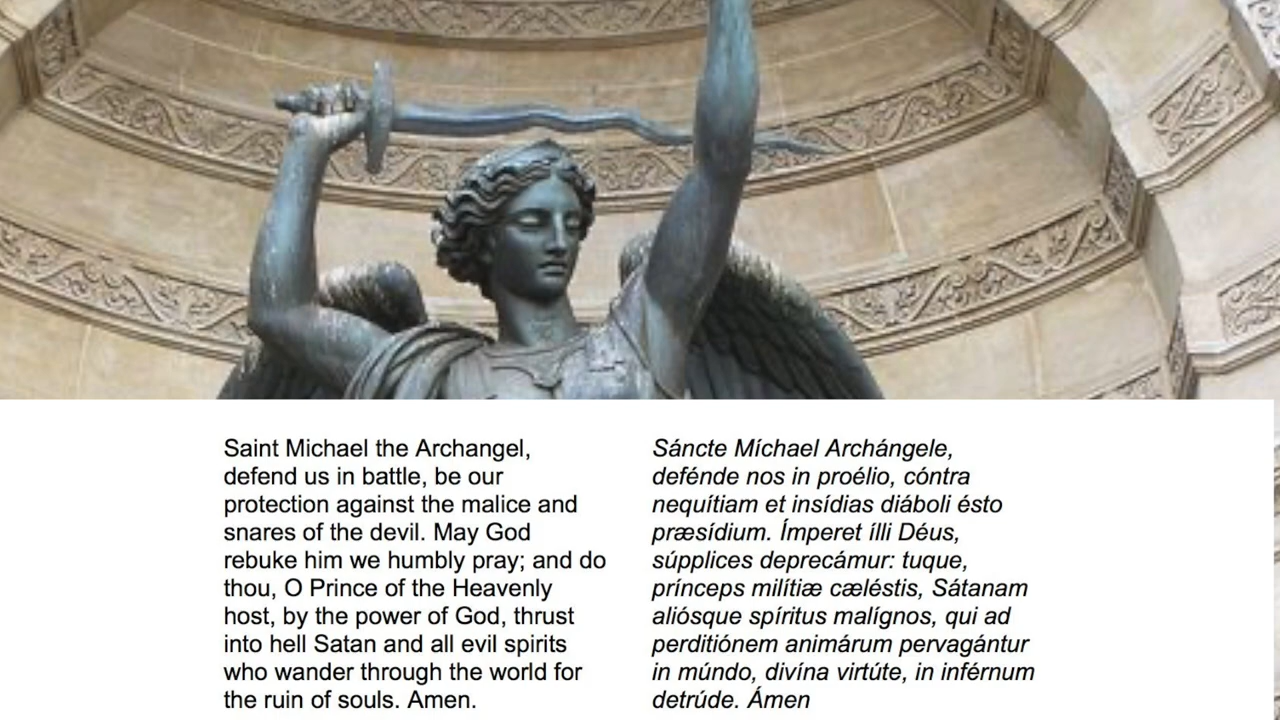 Saint Michael the Archangel,
defend us in battle, be our
protection against the malice and
snares of the devil. May God
rebuke him we humbly pray; and do
thou, O Prince of the Heavenly
host, by the power of God, thrust
into hell Satan and all evil spirits
who wander through the world for
the ruin of souls. Amen.
Sáncte Míchael Archángele,
defénde nos in proélio, cóntra
nequítiam et insídias diáboli ésto
præsídium. Ímperet ílli Déus,
súpplices deprecámur: tuque,
prínceps milítiæ cæléstis, Sátanam
aliósque spíritus malígnos, qui ad
perditiónem animárum pervagántur
in múndo, divína virtúte, in inférnum
detrúde. Ámen